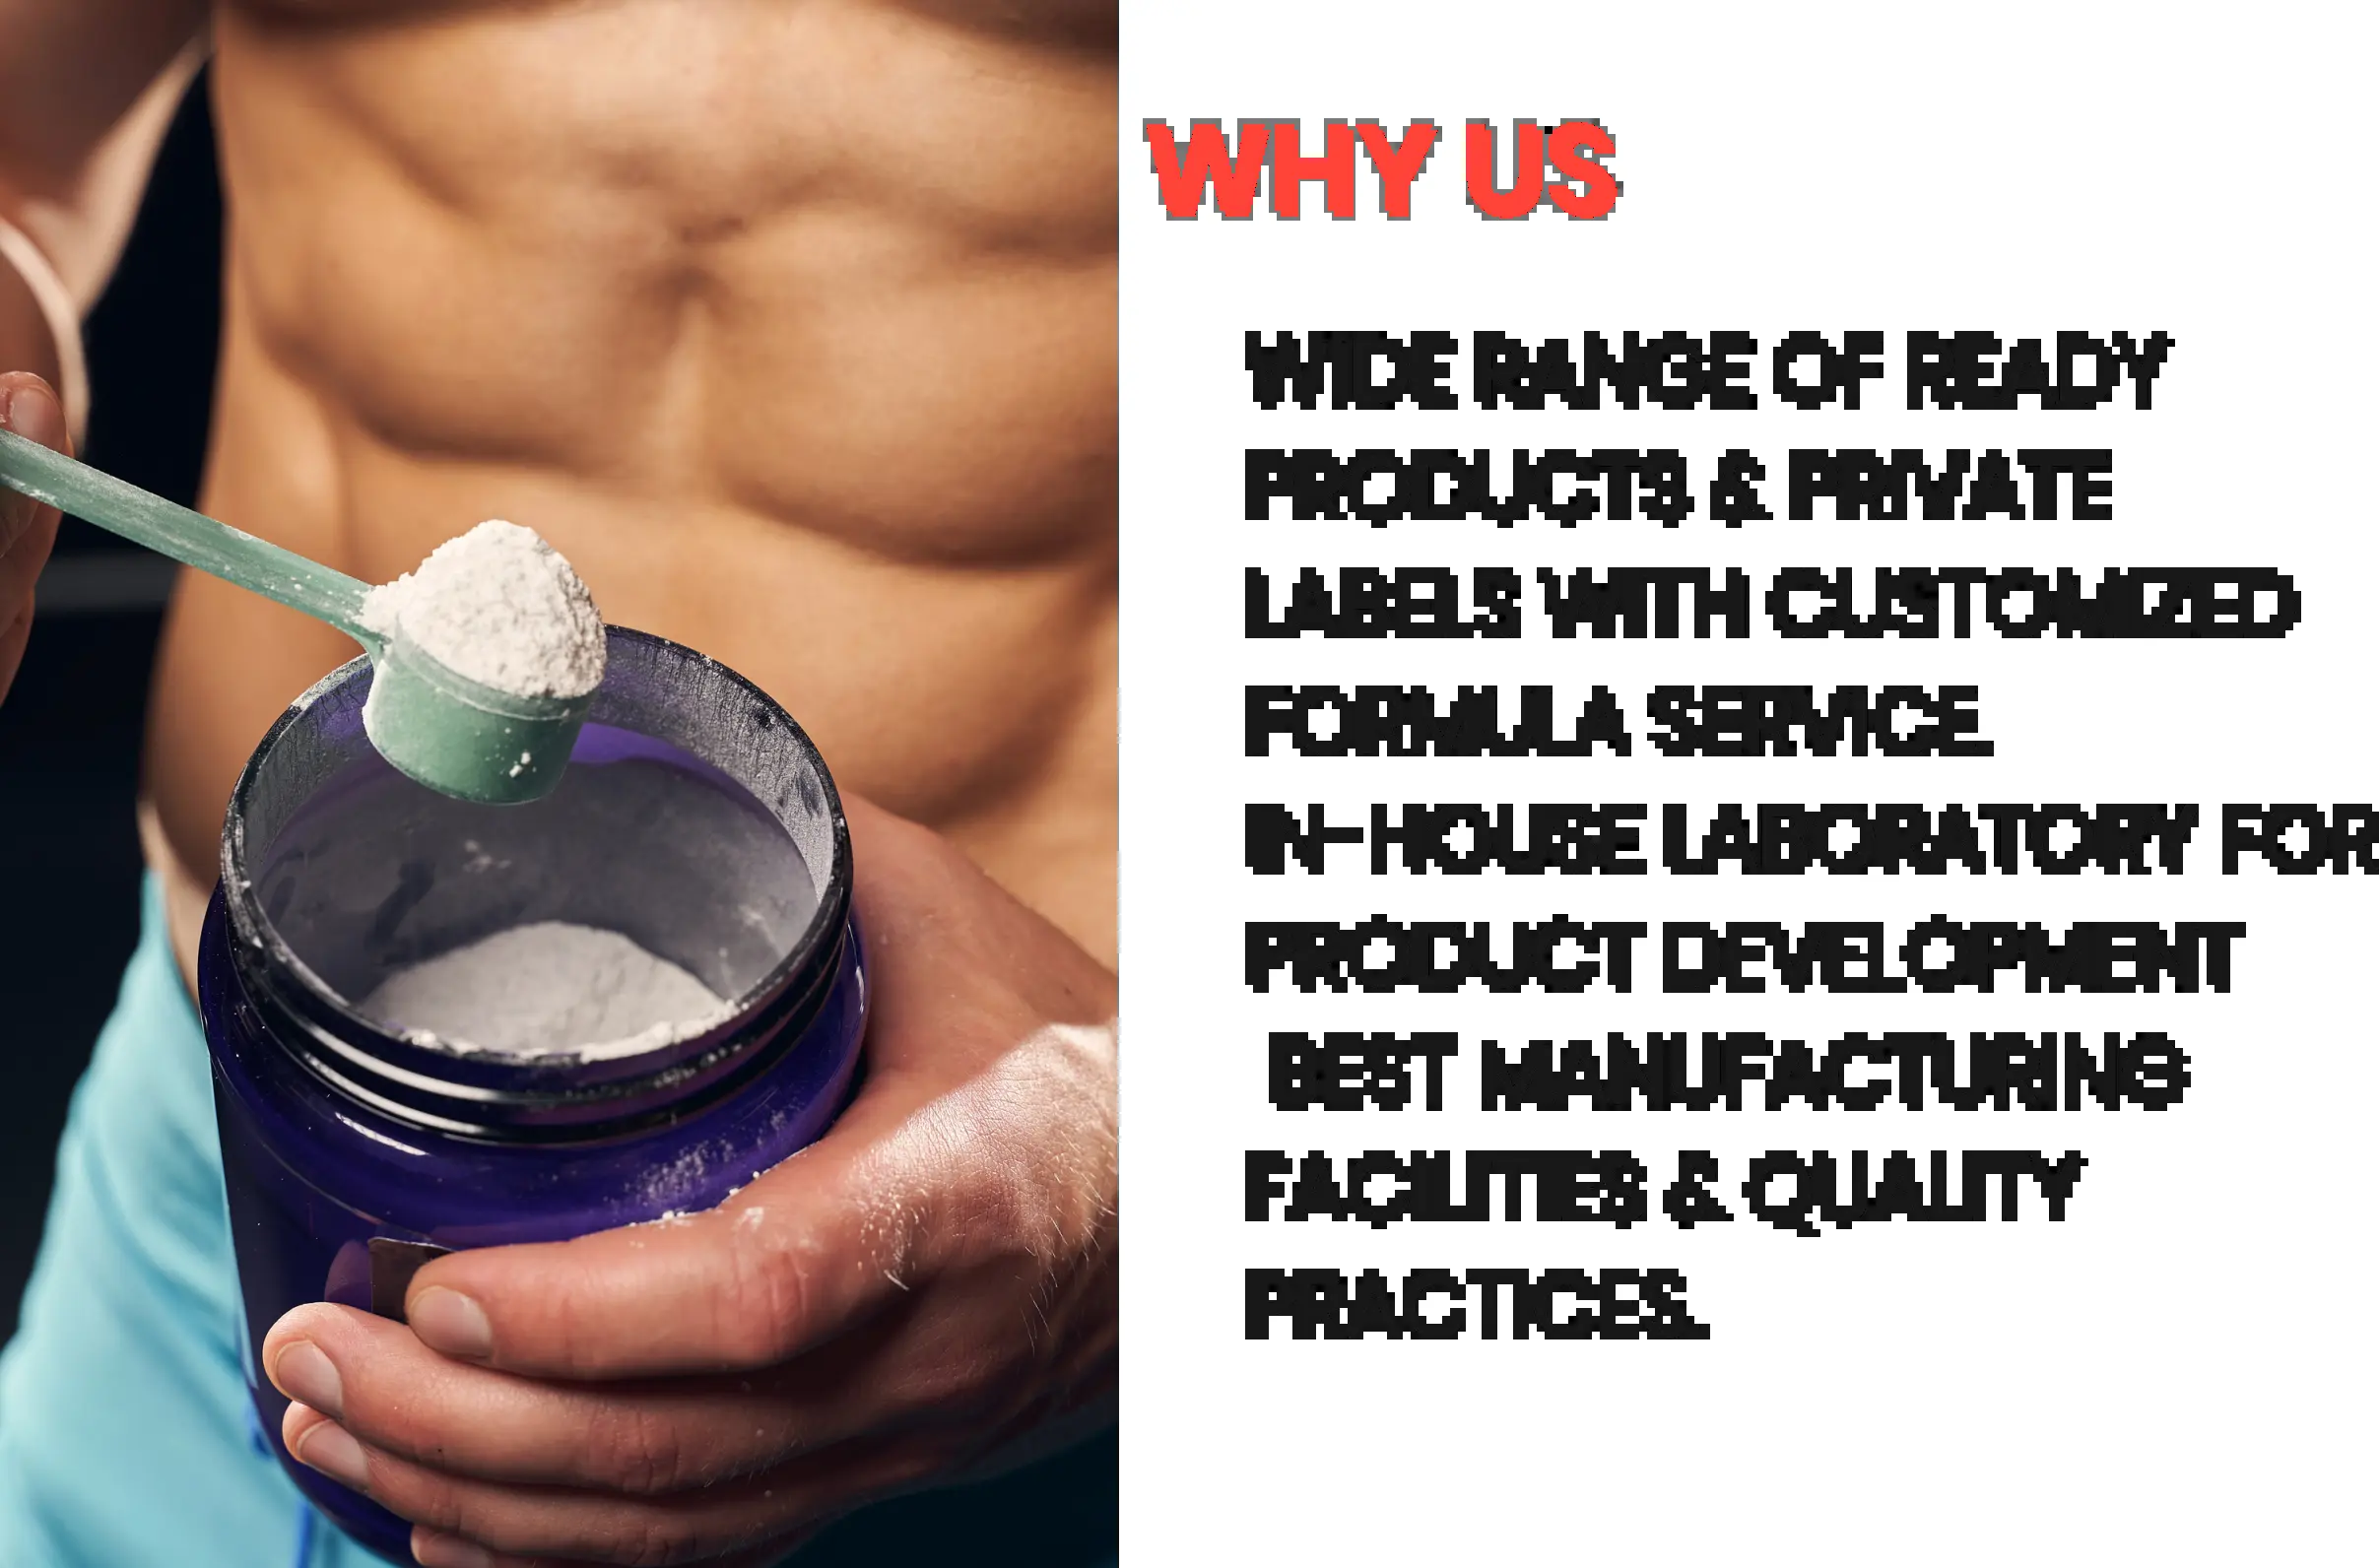 WHY US
WIDE RANGE OF READY
PRODUCTS & PRIVATE
LABELS WITH CUSTOMIZED
FORMULA SERVICE.
IN-HOUSE LABORATORY FOR
PRODUCT DEVELOPMENT
BEST MANUFACTURING
FACILITIES & QUALITY
PRACTICES.